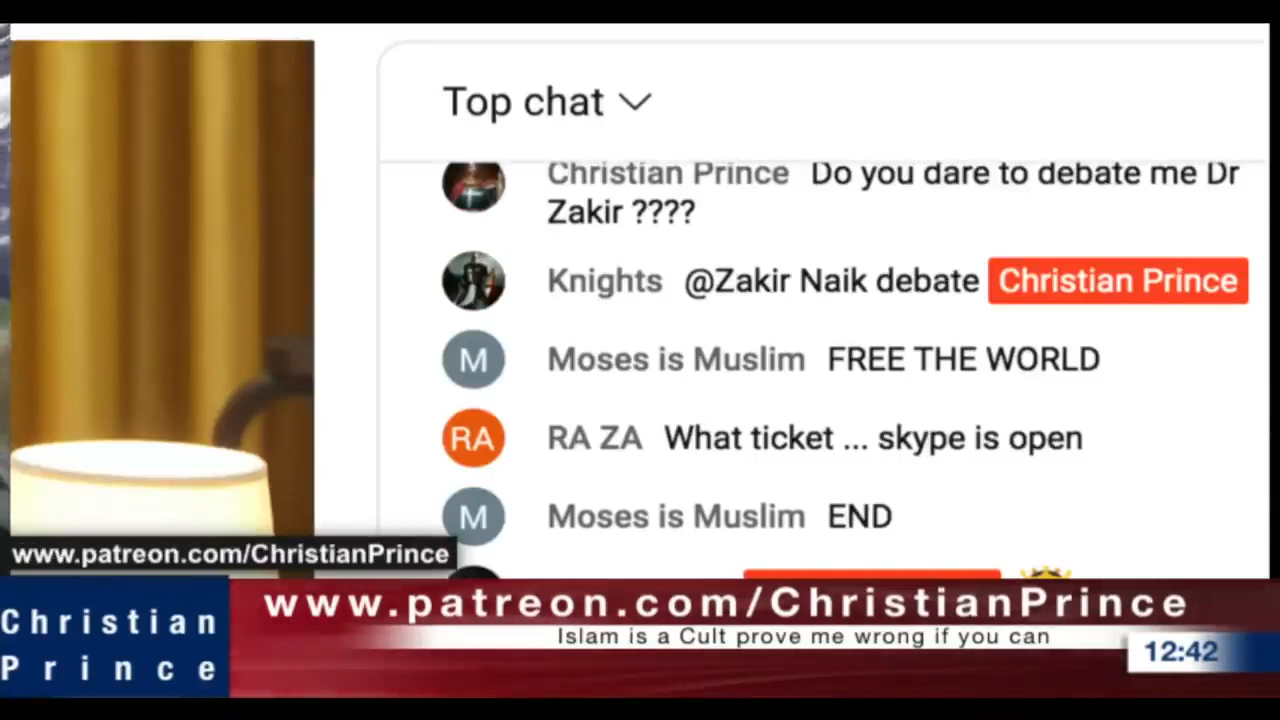 Top chat
Christian Prince Do you dare to debate me Dr
Zakir ????
Knights @Zakir Naik debate Christian Prince
M Moses is Muslim FREE THE WORLD
RA RA ZA What ticket ... skype is open
M Moses is Muslim END
www.patreon.com/ChristianPrince
Christian
Prince
www.patreon.com/ChristianPrince
Islam is a Cult prove me wrong if you can
12:42